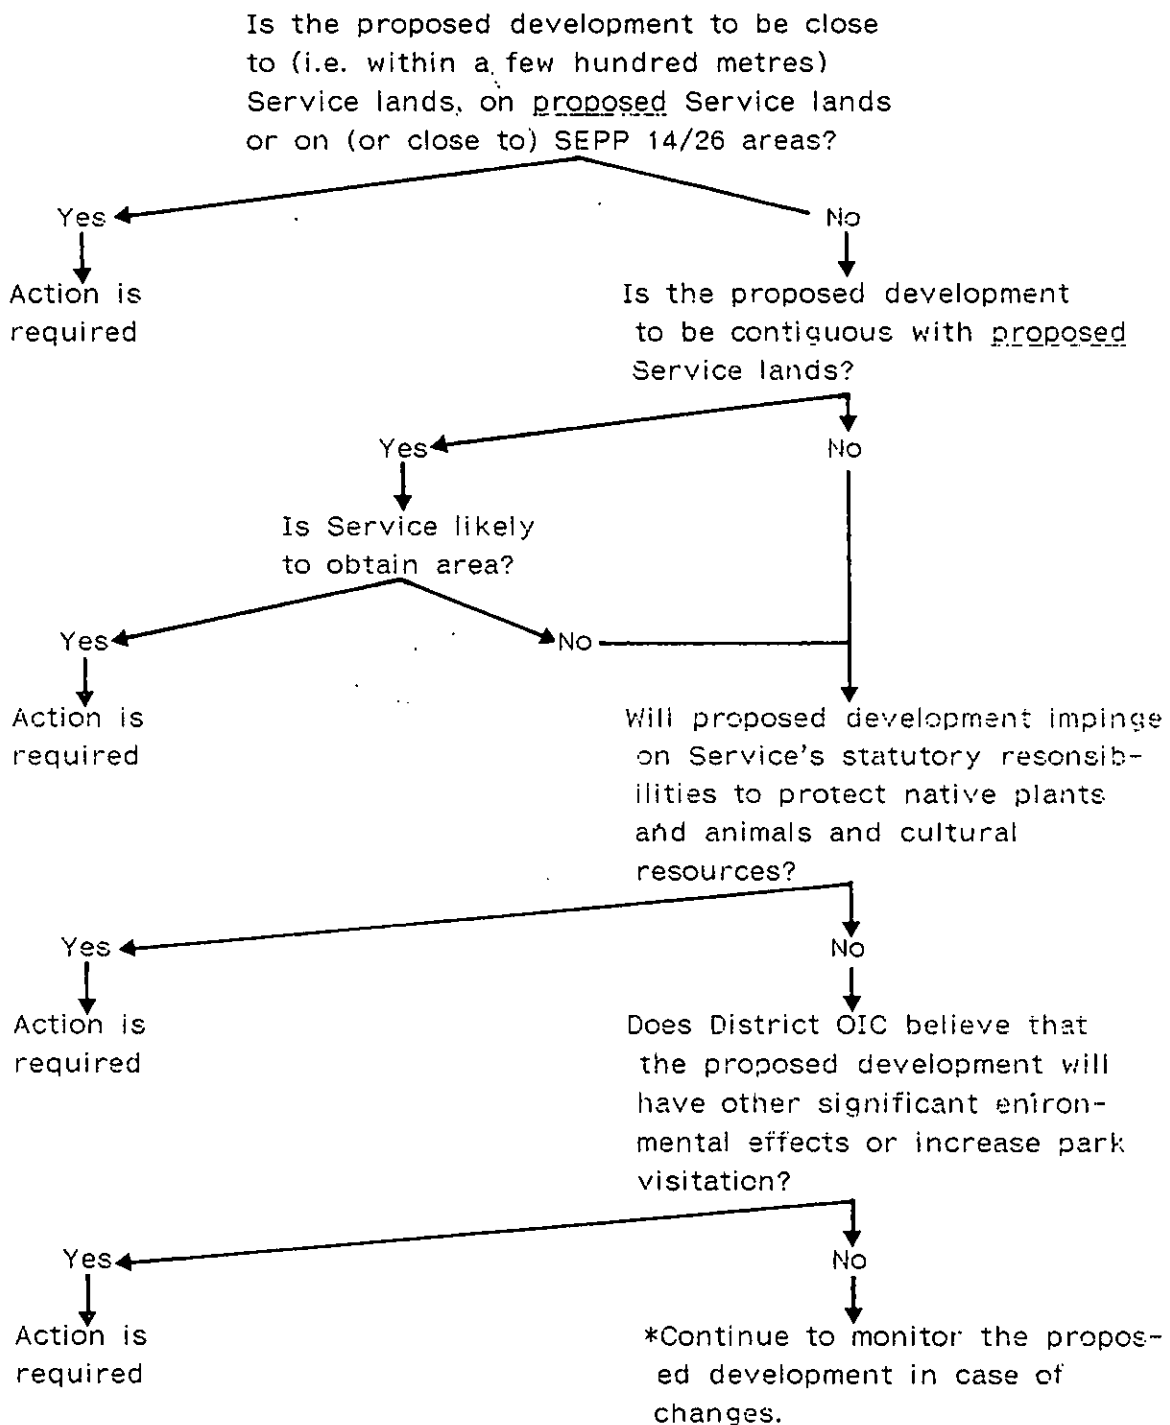 Is the proposed development to be close
to (i.e. within a few hundred metres)
Service lands, on proposed Service lands
or on (or close to) SEPP 14/26 areas?
Yes
No
Action is
required
Is the proposed development
to be contiguous with proposed
Service lands?
Yes
No
Is Service likely
to obtain area?
Yes
No
Action is
required
Will proposed development impinge
on Service's statutory resonsib-
ilities to protect native plants
and animals and cultural
resources?
Yes
No
Action is
required
Does District OIC believe that
the proposed development will
have other significant eniron-
mental effects or increase park
visitation?
Yes
No
Action is
required
*Continue to monitor the propos-
ed development in case of
changes.